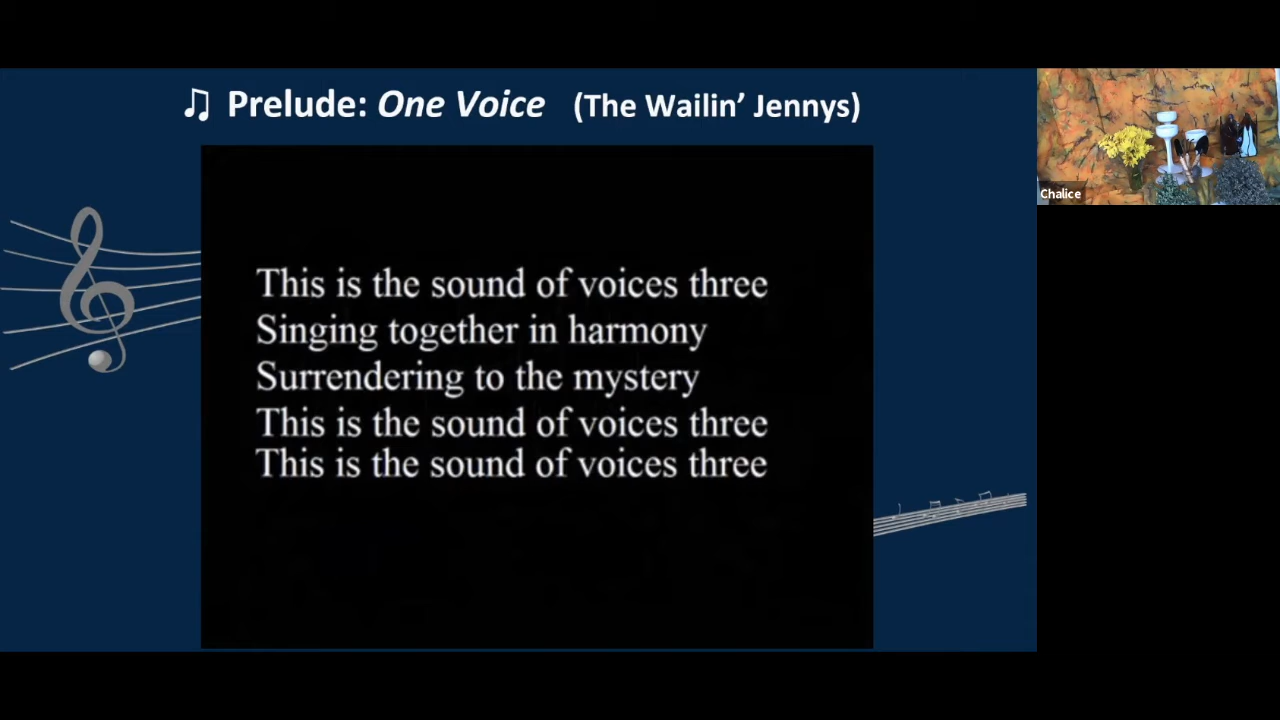 ♫ Prelude: One Voice (The Wailin’ Jennys)
This is the sound of voices three
Singing together in harmony
Surrendering to the mystery
This is the sound of voices three
This is the sound of voices three
Chalice